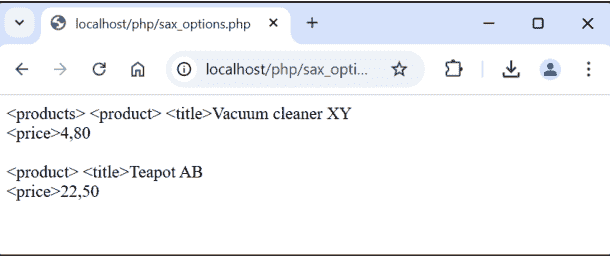 localhost/php/sax_options.php
localhost/php/sax_opti...
<products> <product> <title>Vacuum cleaner XY
<price>4,80
<product> <title>Teapot AB
<price>22,50